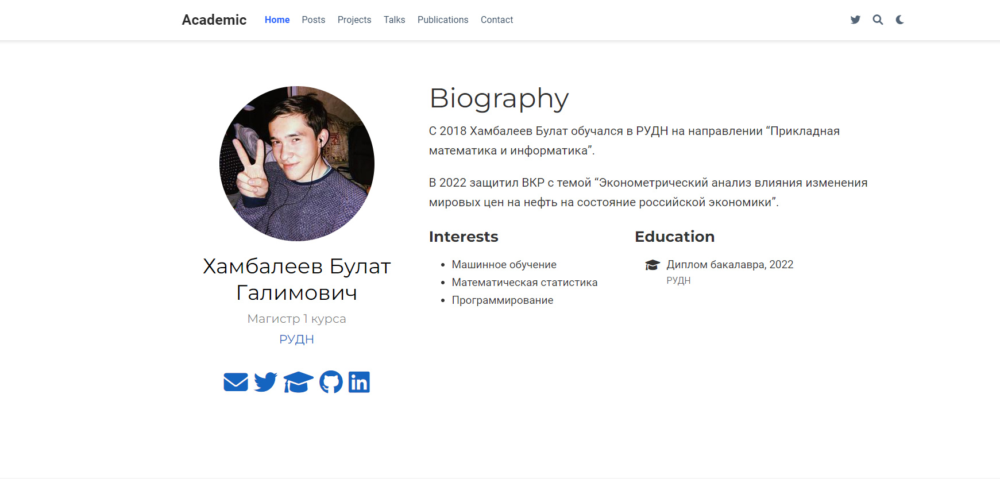 Academic Home Posts Projects Talks Publications Contact
Biography
С 2018 Хамбалеев Булат обучался в РУДН на направлении “Прикладная
математика и информатика”.
В 2022 защитил ВКР с темой “Эконометрический анализ влияния изменения
мировых цен на нефть на состояние российской экономики”.
Interests
Машинное обучение
Математическая статистика
Программирование
Education
Диплом бакалавра, 2022
РУДН
Хамбалеев Булат
Галимович
Магистр 1 курса
РУДН
in